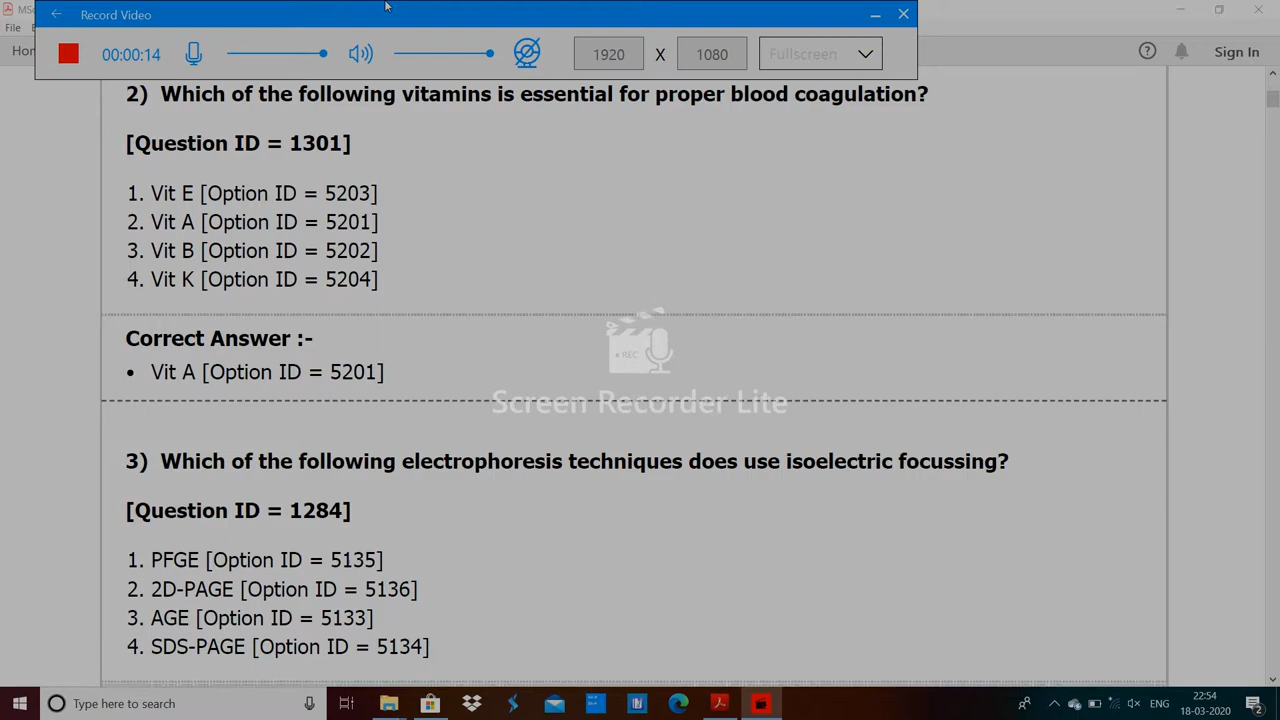 Record Video
MS
File
Hom
00:00:14
1920 X 1080 Fullscreen
Sign In
2) Which of the following vitamins is essential for proper blood coagulation?
[Question ID = 1301]
1. Vit E [Option ID = 5203]
2. Vit A [Option ID = 5201]
3. Vit B [Option ID = 5202]
4. Vit K [Option ID = 5204]
Correct Answer :-
• Vit A [Option ID = 5201]
• REC
Screen Recorder Lite
3) Which of the following electrophoresis techniques does use isoelectric focussing?
[Question ID = 1284]
1. PFGE [Option ID = 5135]
2. 2D-PAGE [Option ID = 5136]
3. AGE [Option ID = 5133]
4. SDS-PAGE [Option ID = 5134]
Type here to search
ENG
22:54
18-03-2020
2